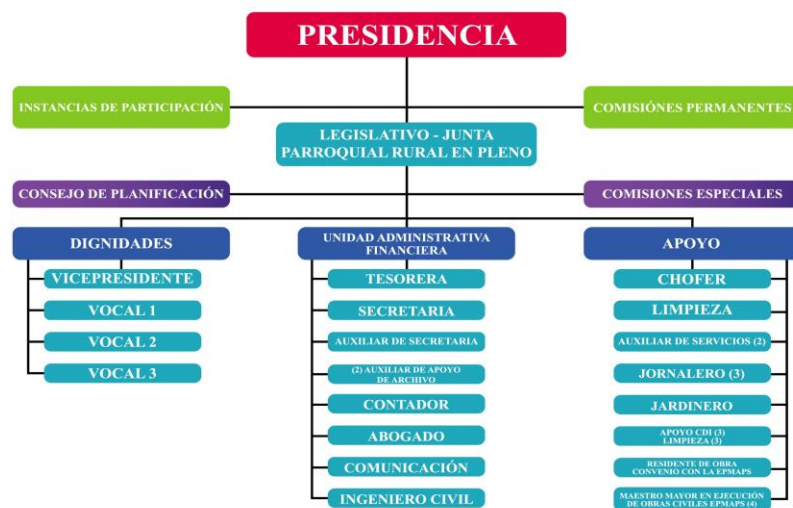 PRESIDENCIA
INSTANCIAS DE PARTICIPACIÓN
COMISIÓNES PERMANENTES
LEGISLATIVO - JUNTA
PARROQUIAL RURAL EN PLENO
CONSEJO DE PLANIFICACIÓN
COMISIONES ESPECIALES
DIGNIDADES
VICEPRESIDENTE
VOCAL 1
VOCAL 2
VOCAL 3
UNIDAD ADMINISTRATIVA
FINANCIERA
TESORERA
SECRETARIA
AUXILIAR DE SECRETARIA
(2) AUXILIAR DE APOYO
DE ARCHIVO
CONTADOR
ABOGADO
COMUNICACIÓN
INGENIERO CIVIL
APOYO
CHOFER
LIMPIEZA
AUXILIAR DE SERVICIOS (2)
JORNALERO (3)
JARDINERO
APOYO CDI (3)
LIMPIEZA (3)
RESIDENTE DE OBRA
CONVENIO CON LA EPMAPS
MAESTRO MAYOR EN EJECUCIÓN
DE OBRAS CIVILES EPMAPS (4)